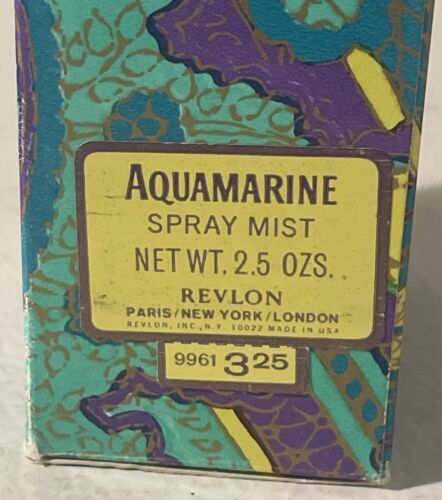 AQUAMARINE
SPRAY MIST
NET WT. 2.5 OZS.
REVLON
PARIS/NEW YORK/LONDON
REVLON, INC., N.Y. 10022 MADE IN USA
9961 325